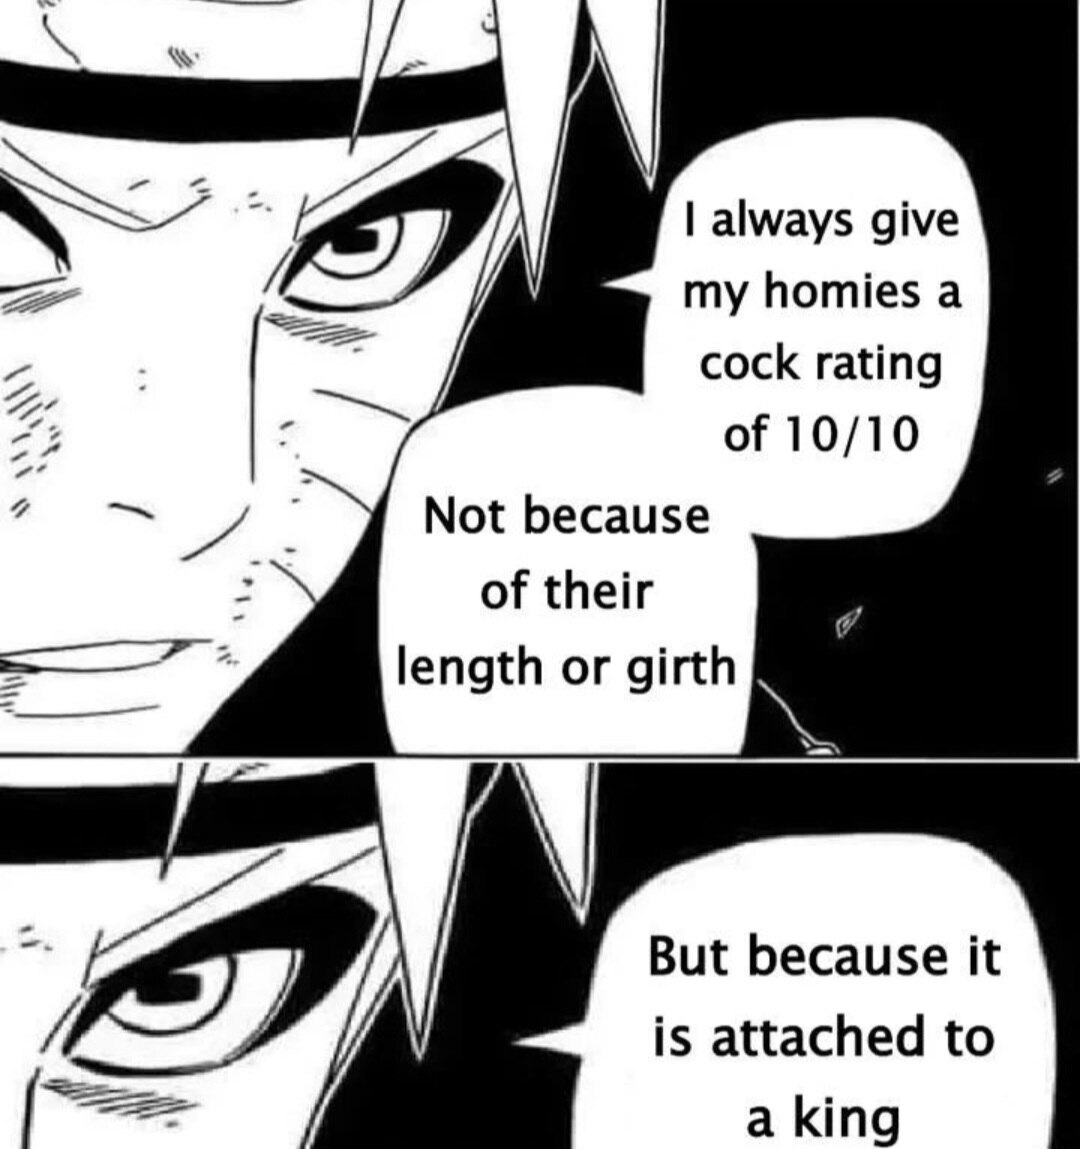 I always give
my homies a
cock rating
of 10/10
Not because
of their
length or girth
But because it
is attached to
a king